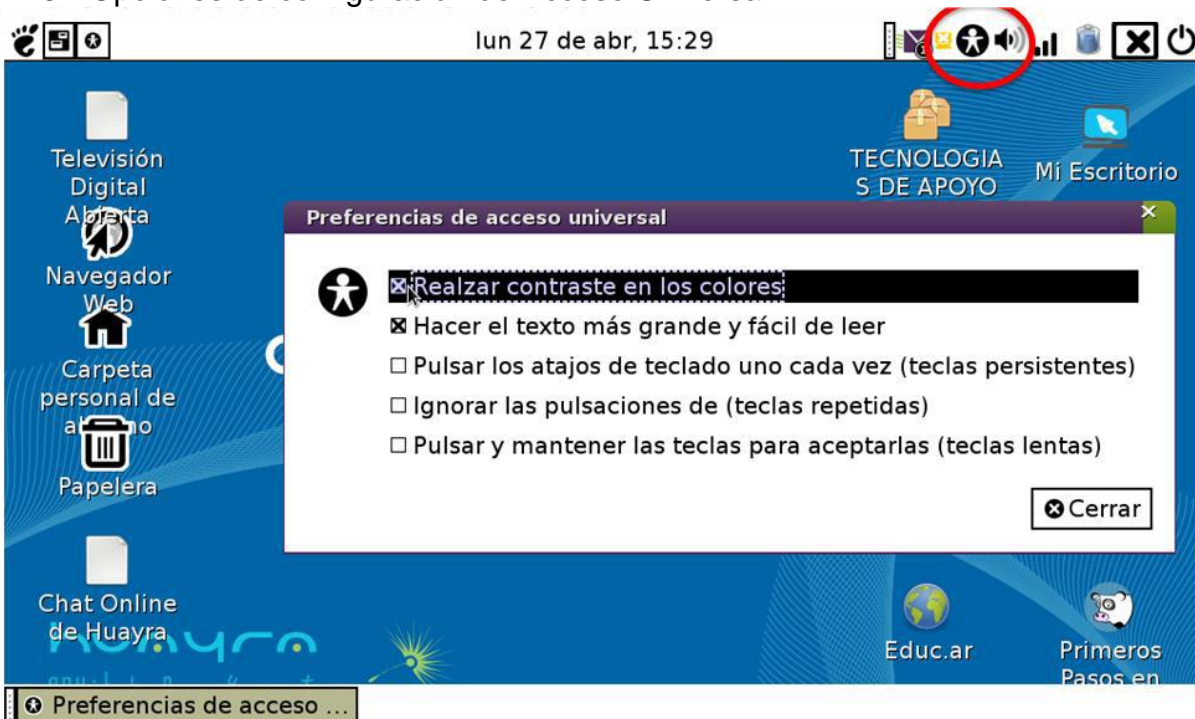 lun 27 de abr, 15:29
Televisión
Digital
Abierta
Navegador
Web
Carpeta
personal de
Papelera
Chat Online
de Huayra
TECNOLOGIA
S DE APOYO
Mi Escritorio
Preferencias de acceso universal
Realzar contraste en los colores
Hacer el texto más grande y fácil de leer
Pulsar los atajos de teclado uno cada vez (teclas persistentes)
Ignorar las pulsaciones de (teclas repetidas)
Pulsar y mantener las teclas para aceptarlas (teclas lentas)
Cerrar
huayra
Educ.ar
Primeros
Pasos en
Preferencias de acceso ...